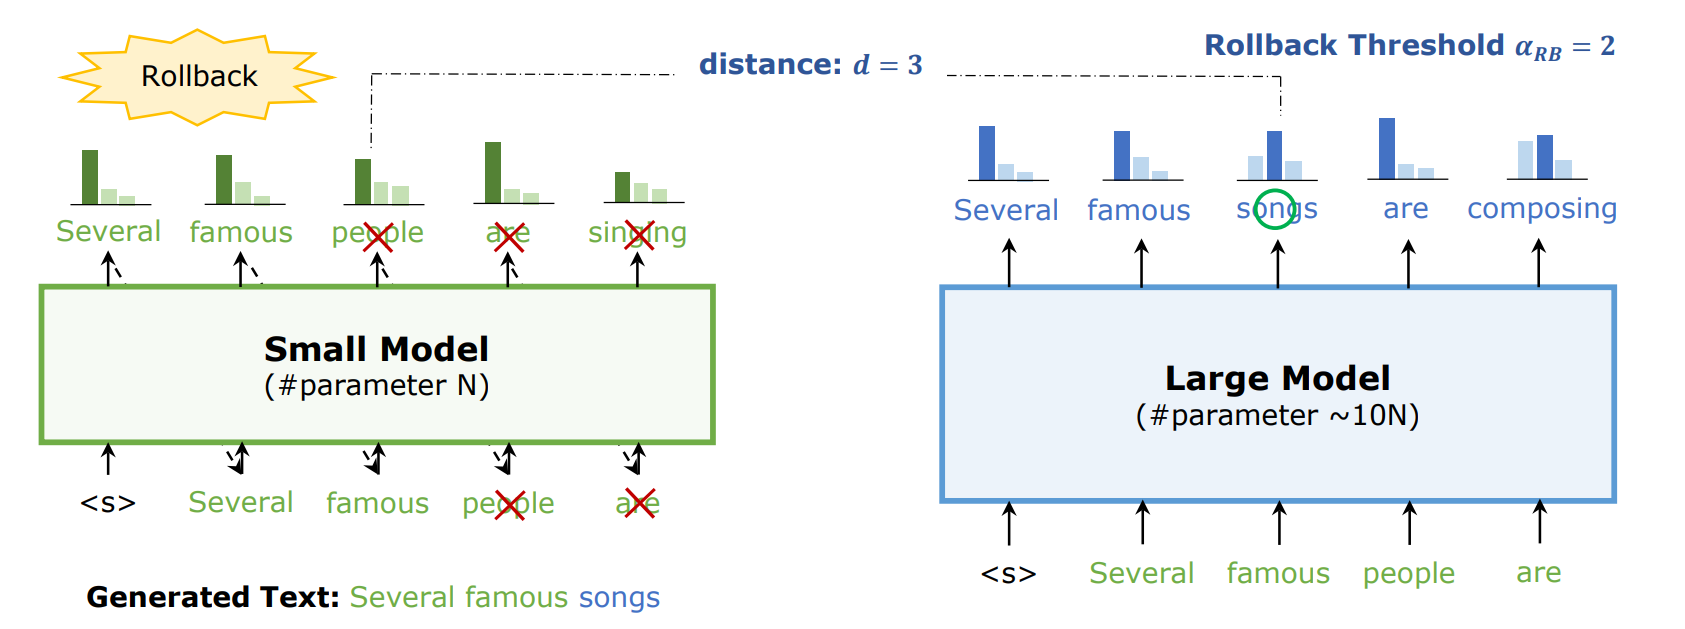 Rollback
distance: d = 3
Rollback Threshold α_RB = 2
Several famous people are singing
Several famous songs are composing
Small Model
(#parameter N)
Large Model
(#parameter ~10N)
<s> Several famous people are
<s> Several famous people are
Generated Text: Several famous songs